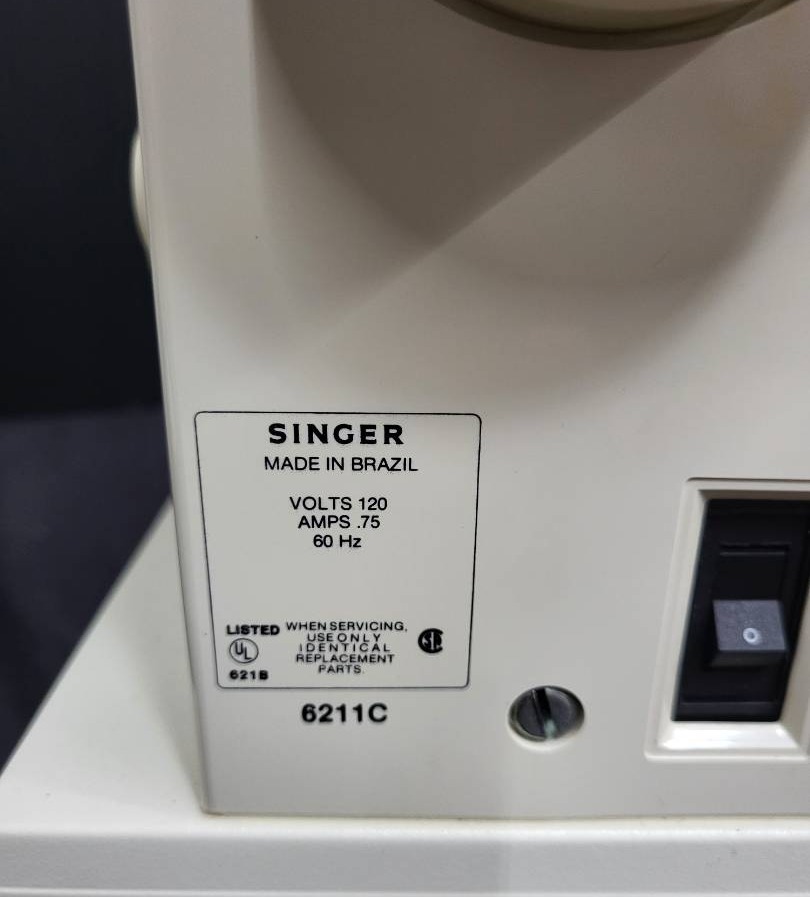 SINGER
MADE IN BRAZIL
VOLTS 120
AMPS .75
60 Hz
LISTED
UL
621B
WHEN SERVICING,
USE ONLY
IDENTICAL
REPLACEMENT
PARTS.
SA
6211C